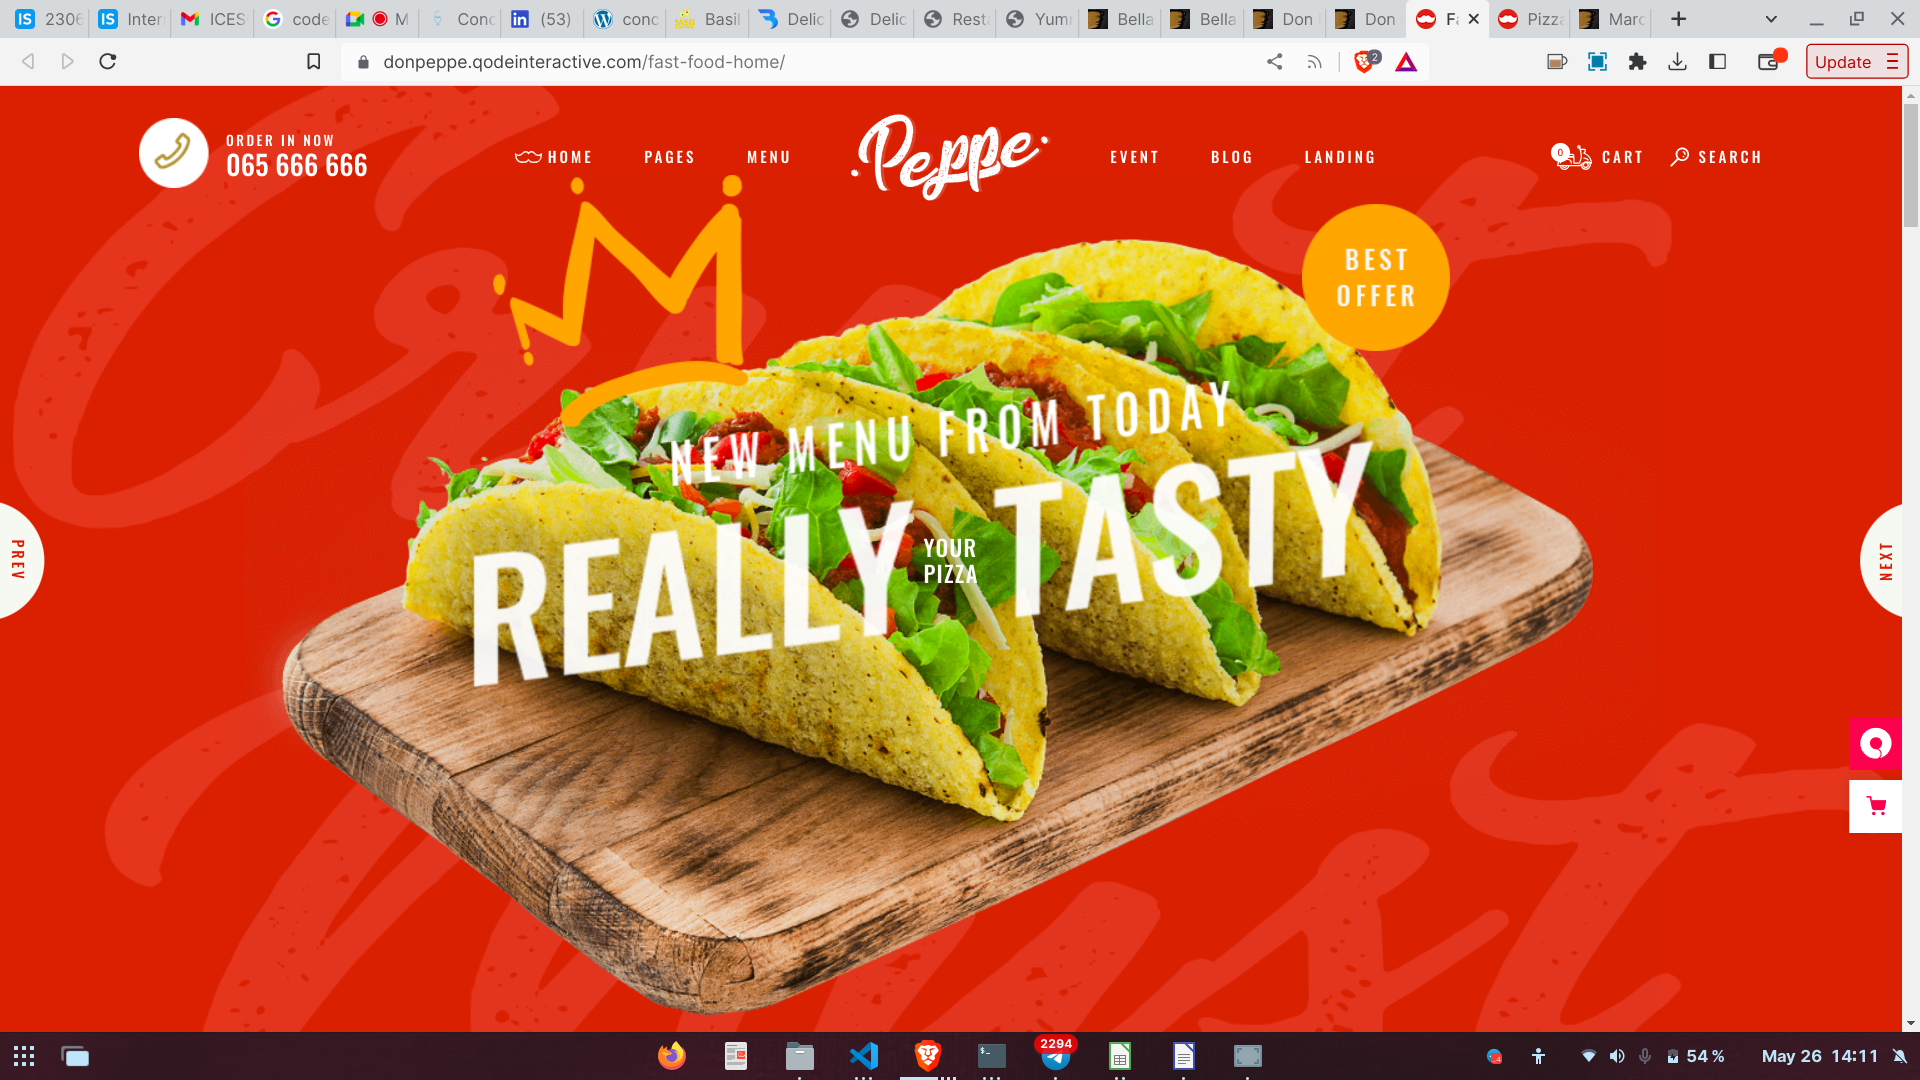 2306
Inter
ICES
code
M
Conc
(53)
conc
Basil
Delic
Delic
Resta
Yumm
Bella
Bella
Don
Don
Fa
Pizza
Marc
donpeppe.qodeinteractive.com/fast-food-home/
2
Update
ORDER IN NOW
065 666 666
HOME
PAGES
MENU
Peppe
EVENT
BLOG
LANDING
0
CART
SEARCH
BEST
OFFER
NEW MENU FROM TODAY
REALLY TASTY
YOUR
PIZZA
PREV
NEXT
2294
54 %
May 26 14:11